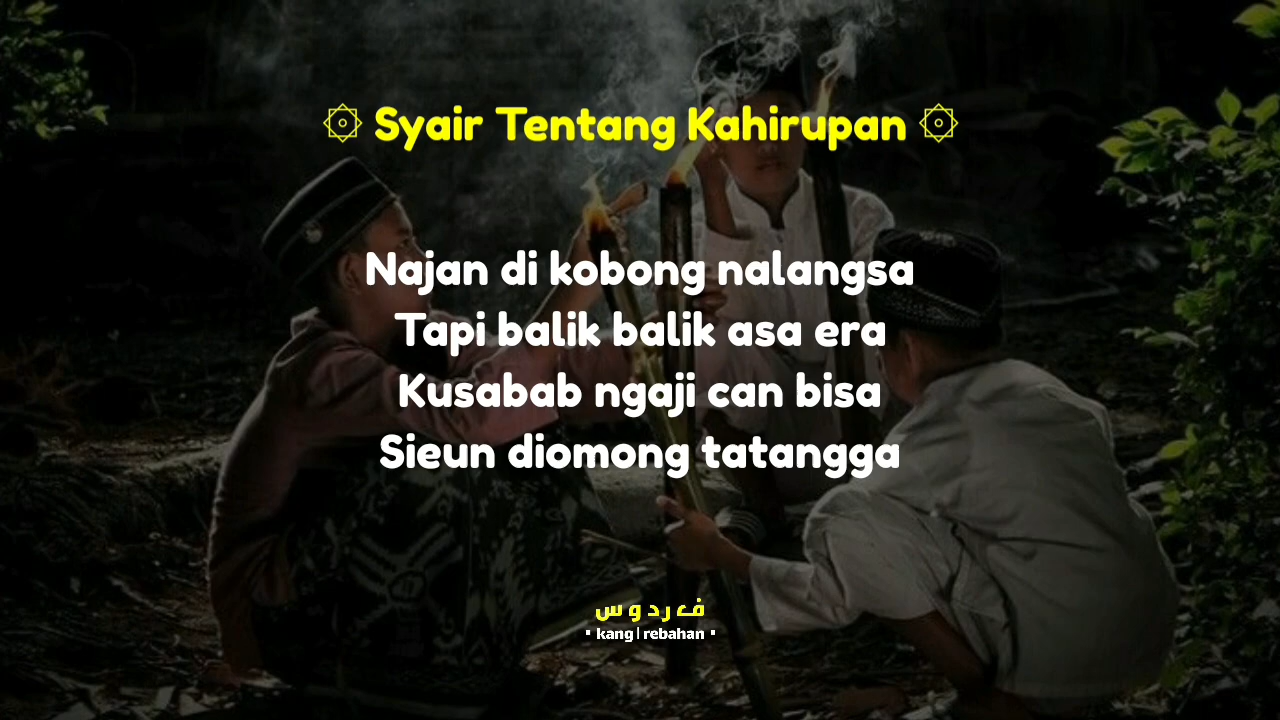 ۞ Syair Tentang Kahirupan ۞
Najan di kobong nalangsa
Tapi balik balik asa era
Kusabab ngaji can bisa
Sieun diomong tatangga
فردوس
• kang|rebahan •